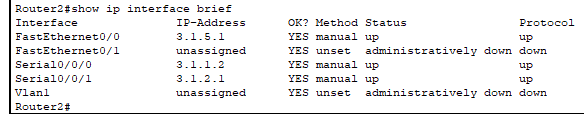 Router2#show ip interface brief
Interface              IP-Address      OK? Method Status                Protocol
FastEthernet0/0        3.1.5.1         YES manual up                    up
FastEthernet0/1        unassigned      YES unset  administratively down down
Serial0/0/0            3.1.1.2         YES manual up                    up
Serial0/0/1            3.1.2.1         YES manual up                    up
Vlan1                  unassigned      YES unset  administratively down down
Router2#